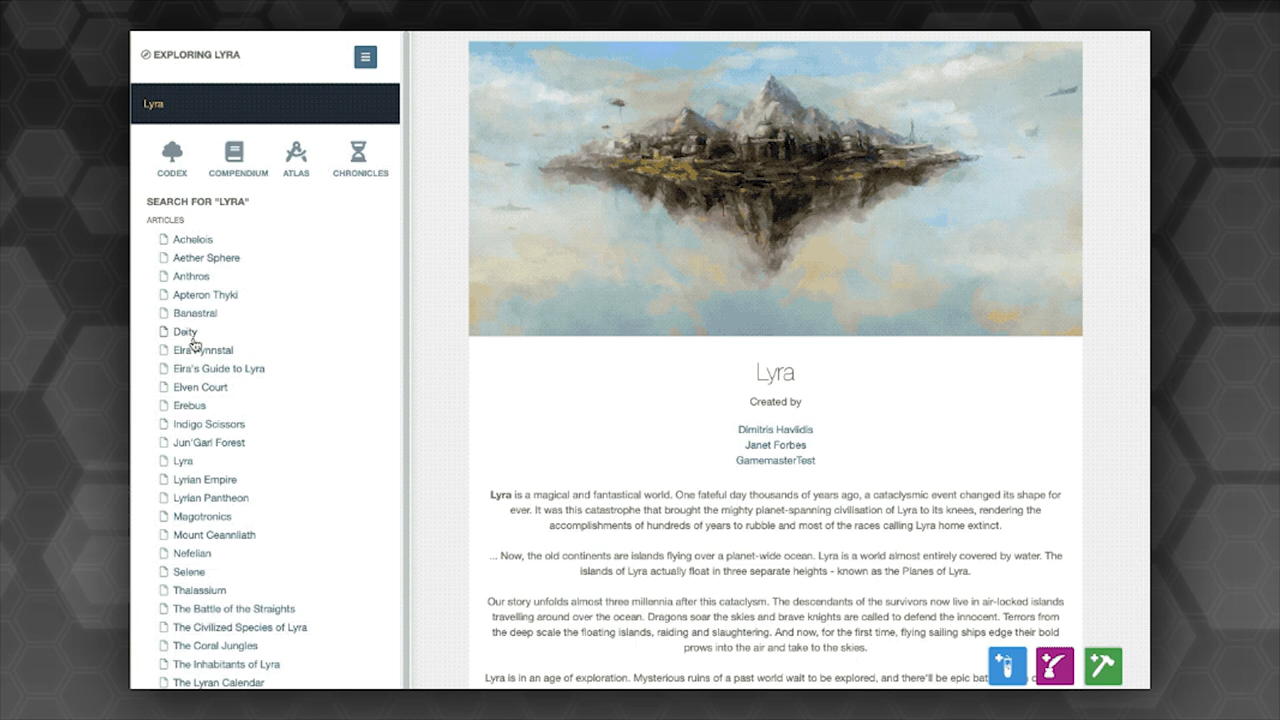 EXPLORING LYRA
Lyra
CODEX
COMPENDIUM
ATLAS
CHRONICLES
SEARCH FOR "LYRA"
ARTICLES
Achelois
Aether Sphere
Anthros
Apteron Thyki
Banastral
Deity
Eira
Eira's Guide to Lyra
Elven Court
Erebus
Indigo Scissors
Jun'Garl Forest
Lyra
Lyrian Empire
Lyrian Pantheon
Magotronics
Mount Ceannliath
Nefelian
Selene
Thalassium
The Battle of the Straights
The Civilized Species of Lyra
The Coral Jungles
The Inhabitants of Lyra
The Lyran Calendar
Lyra
Created by
Dimitris Havlidis
Janet Forbes
GamemasterTest
Lyra is a magical and fantastical world. One fateful day thousands of years ago, a cataclysmic event changed its shape for
ever. It was this catastrophe that brought the mighty planet-spanning civilisation of Lyra to its knees, rendering the
accomplishments of hundreds of years to rubble and most of the races calling Lyra home extinct.
... Now, the old continents are islands flying over a planet-wide ocean. Lyra is a world almost entirely covered by water. The
islands of Lyra actually float in three separate heights - known as the Planes of Lyra.
Our story unfolds almost three millennia after this cataclysm. The descendants of the survivors now live in air-locked islands
travelling around over the ocean. Dragons soar the skies and brave knights are called to defend the innocent. Terrors from
the deep scale the floating islands, raiding and slaughtering. And now, for the first time, flying sailing ships edge their bold
prows into the air and take to the skies.
Lyra is in an age of exploration. Mysterious ruins of a past world wait to be explored, and there'll be epic